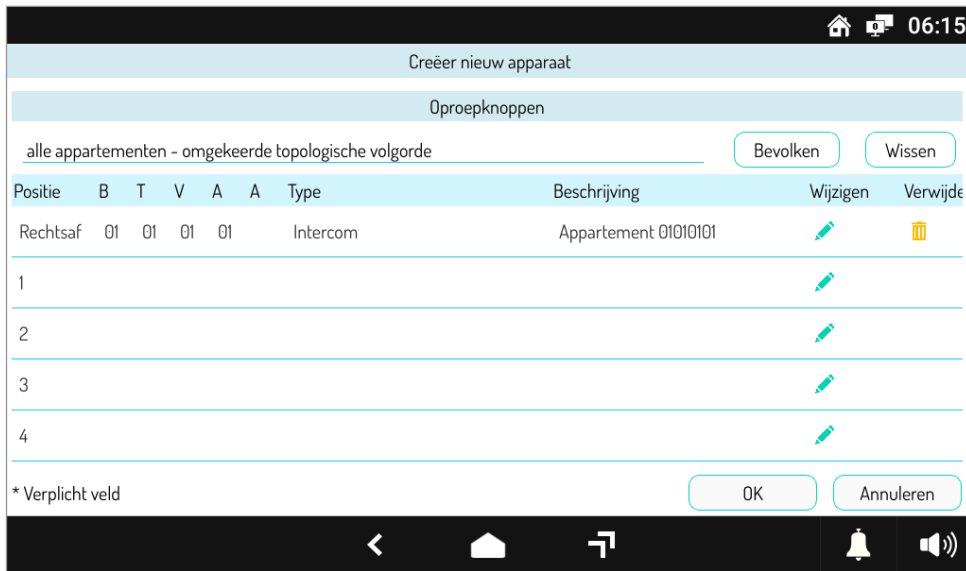 0 06:15
Creëer nieuw apparaat
Oproepknoppen
alle appartementen - omgekeerde topologische volgorde Bevolken Wissen
Positie B T V A A Type Beschrijving Wijzigen Verwijde
Rechtsaf 01 01 01 01 Intercom Appartement 01010101
1
2
3
4
* Verplicht veld OK Annuleren